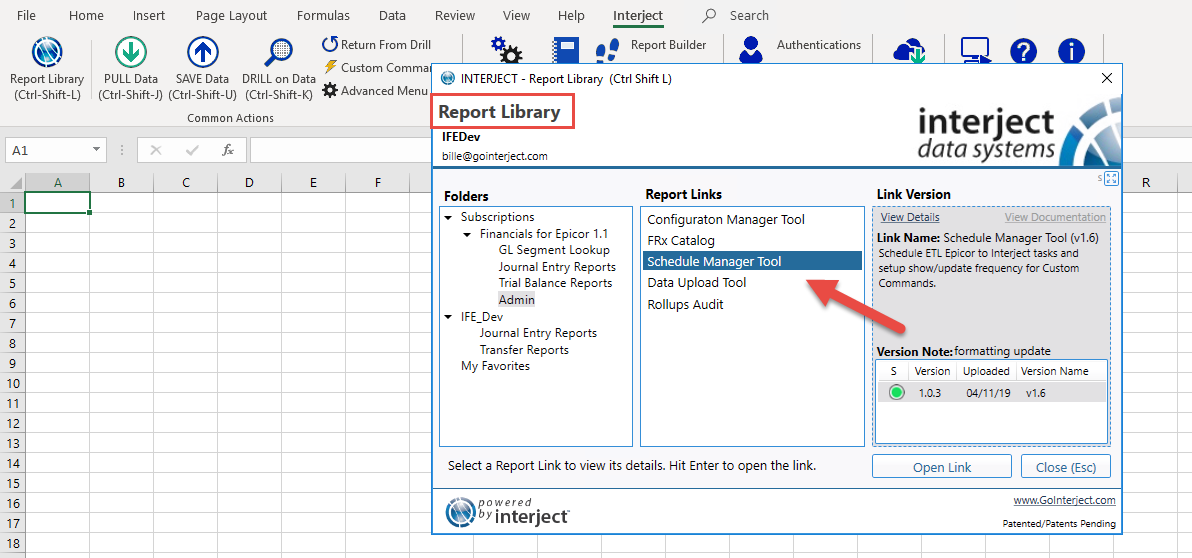 File Home Insert Page Layout Formulas Data Review View Help Interject Search
Report Library
(Ctrl-Shift-L)
PULL Data
(Ctrl-Shift-J)
SAVE Data
(Ctrl-Shift-U)
DRILL on Data
(Ctrl-Shift-K)
Return From Drill
Custom Comma
Advanced Menu
Common Actions
Report Builder
Authentications
A1
fx
A B C D E F R
1
2
3
4
5
6
7
8
9
10
11
12
13
14
15
16
17
18
INTERJECT - Report Library (Ctrl Shift L)
Report Library
IFEDev
bille@gointerject.com
interject
data systems
s
Folders
Subscriptions
Financials for Epicor 1.1
GL Segment Lookup
Journal Entry Reports
Trial Balance Reports
Admin
IFE_Dev
Journal Entry Reports
Transfer Reports
My Favorites
Report Links
Configuraton Manager Tool
FRx Catalog
Schedule Manager Tool
Data Upload Tool
Rollups Audit
Link Version
View Details View Documentation
Link Name: Schedule Manager Tool (v1.6)
Schedule ETL Epicor to Interject tasks and
setup show/update frequency for Custom
Commands.
Version Note: formatting update
S Version Uploaded Version Name
1.0.3 04/11/19 v1.6
Select a Report Link to view its details. Hit Enter to open the link.
Open Link Close (Esc)
powered
by interject
www.GoInterject.com
Patented/Patents Pending